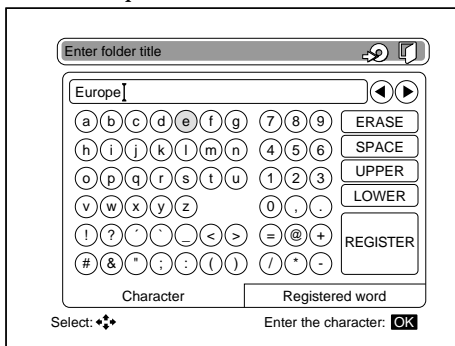 Enter folder title
Europe
a b c d e f g 7 8 9 ERASE
h i j k l m n 4 5 6 SPACE
o p q r s t u 1 2 3 UPPER
v w x y z 0 , . LOWER
! ? ´ ` _ < > = @ + REGISTER
# & " ; : ( ) / * -
Character Registered word
Select: Enter the character: OK